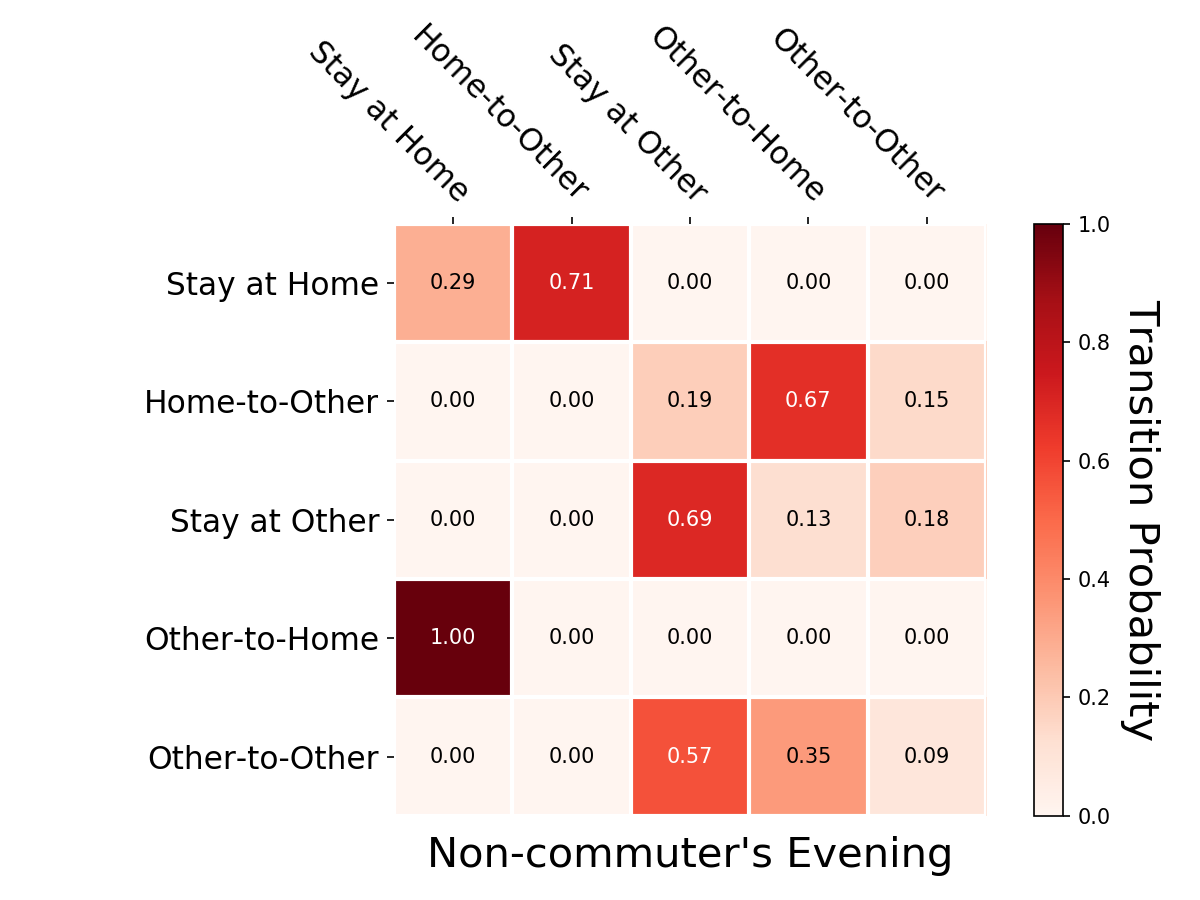 Stay at Home
Home-to-Other
Stay at Other
Other-to-Home
Other-to-Other
Stay at Home 0.29 0.71 0.00 0.00 0.00
Home-to-Other 0.00 0.00 0.19 0.67 0.15
Stay at Other 0.00 0.00 0.69 0.13 0.18
Other-to-Home 1.00 0.00 0.00 0.00 0.00
Other-to-Other 0.00 0.00 0.57 0.35 0.09
Non-commuter's Evening
1.0
0.8
0.6
0.4
0.2
0.0
Transition Probability